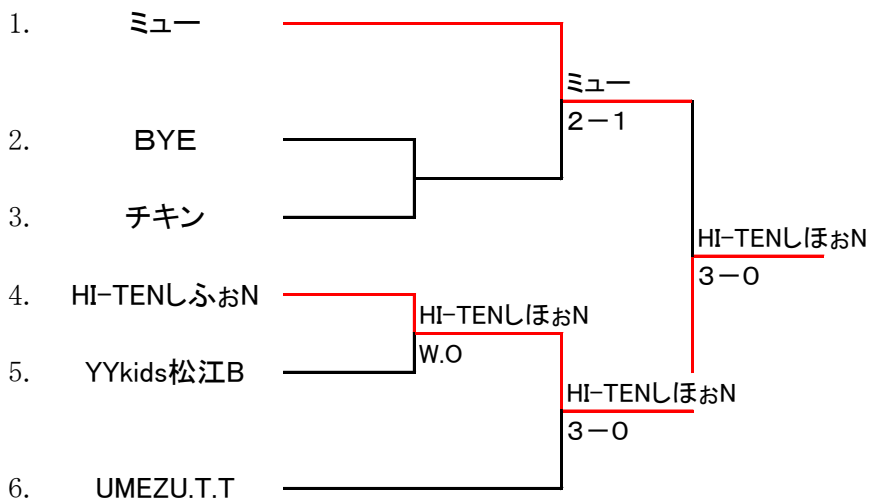 1. ミュー
ミュー
2－1
2. BYE
3. チキン
HI-TENしほぉN
3－0
4. HI-TENしふぉN
HI-TENしほぉN
W.O
5. YYkids松江B
HI-TENしほぉN
3－0
6. UMEZU.T.T